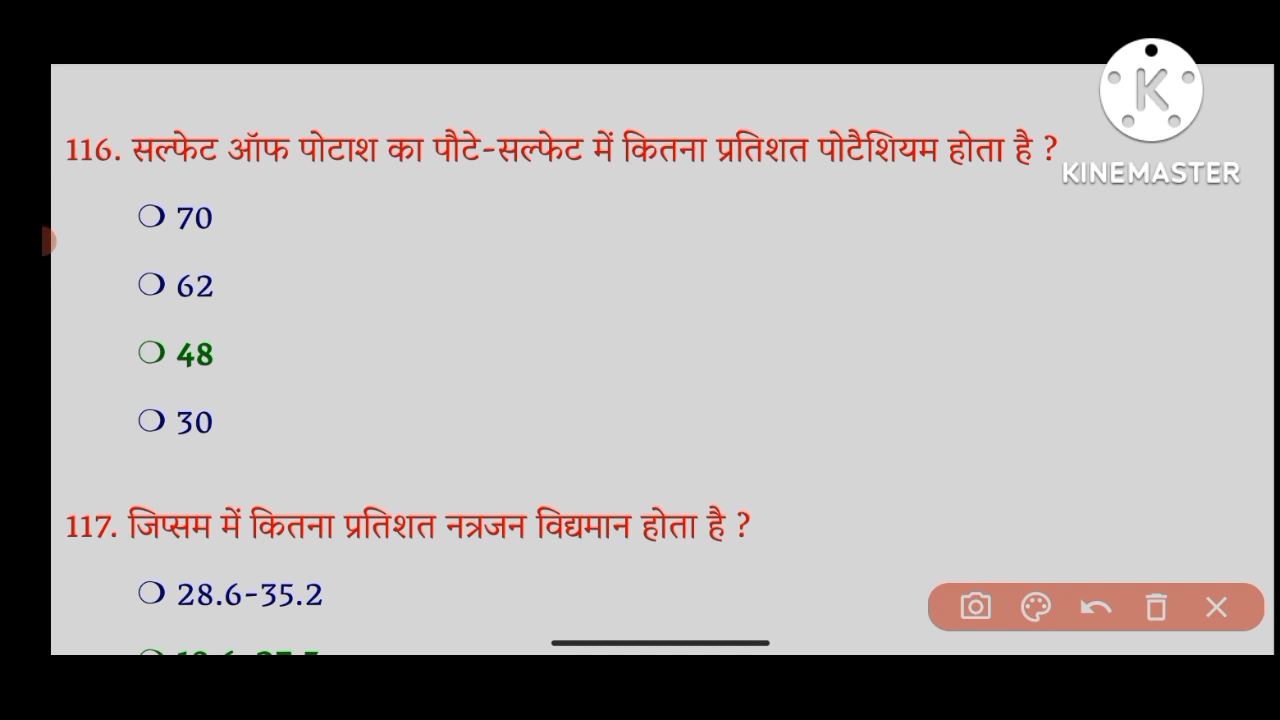 K
KINEMASTER
116. सल्फेट ऑफ पोटाश का पौटे-सल्फेट में कितना प्रतिशत पोटैशियम होता है ?
70
62
48
30
117. जिप्सम में कितना प्रतिशत नत्रजन विद्यमान होता है ?
28.6-35.2